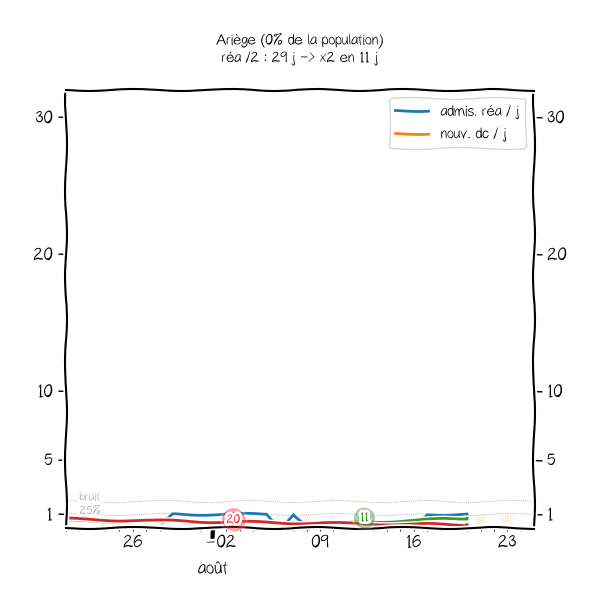 Ariège (0% de la population)
réa /2 : 29 j -> x2 en 11 j
admis. réa / j
nouv. dc / j
30 30
20 20
10 10
5 5
bruit
25%
1 20 11 1
26 02 09 16 23
août